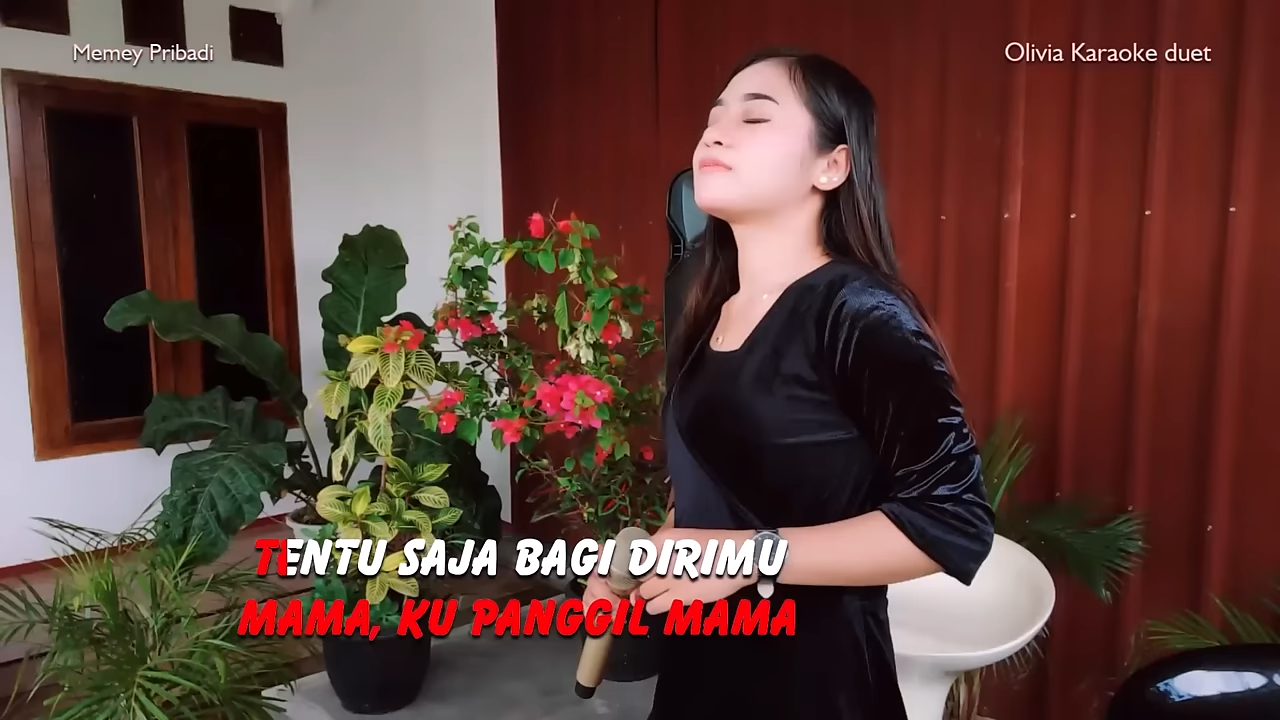 Memey Pribadi
Olivia Karaoke duet
TENTU SAJA BAGI DIRIMU
MAMA, KU PANGGIL MAMA